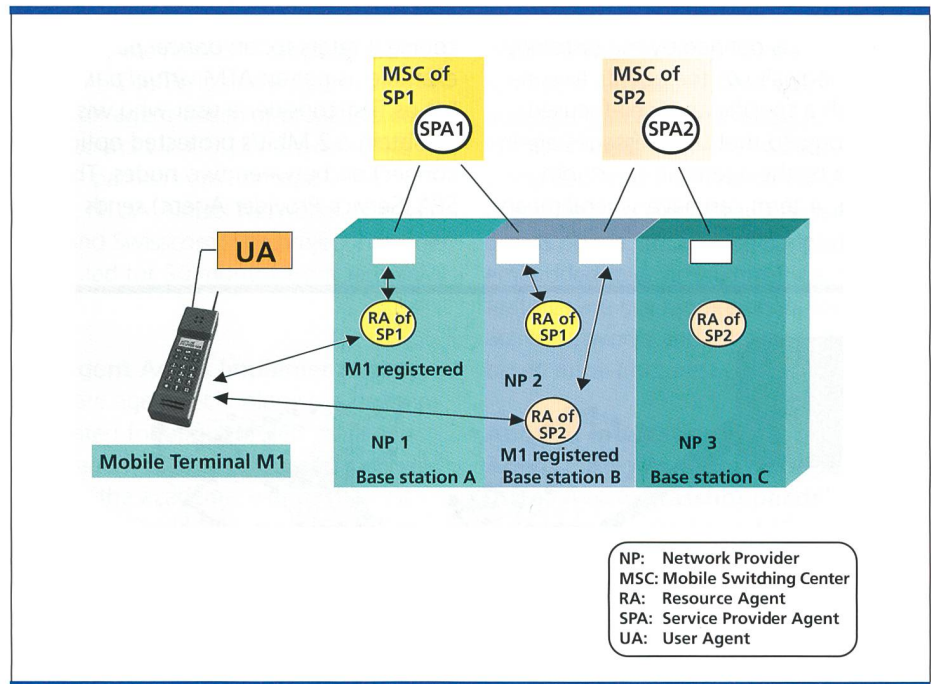 MSC of
SP1
SPA1
MSC of
SP2
SPA2
UA
RA of
SP1
M1 registered
NP 1
Base station A
RA of
SP1
NP 2
RA of
SP2
M1 registered
Base station B
RA of
SP2
NP 3
Base station C
Mobile Terminal M1
NP: Network Provider
MSC: Mobile Switching Center
RA: Resource Agent
SPA: Service Provider Agent
UA: User Agent